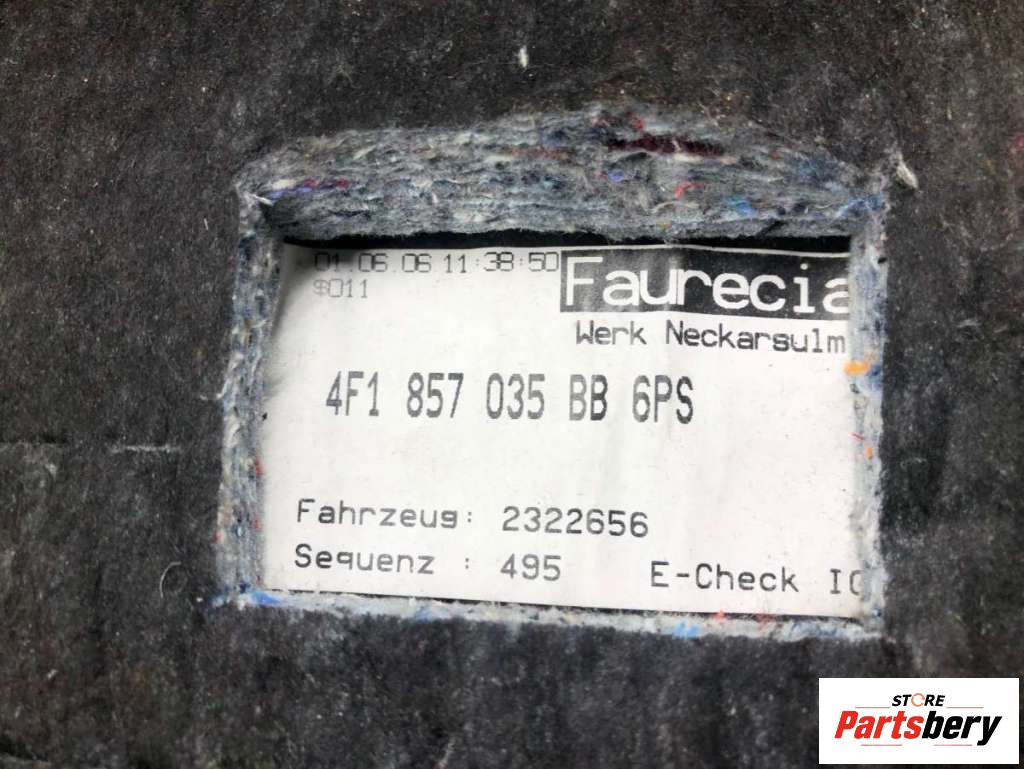 01.06.06 11:38:50
$011
Faurecia
Werk Neckarsulm
4F1 857 035 BB 6PS
Fahrzeug: 2322656
Sequenz : 495 E-Check
STORE
Partsbery